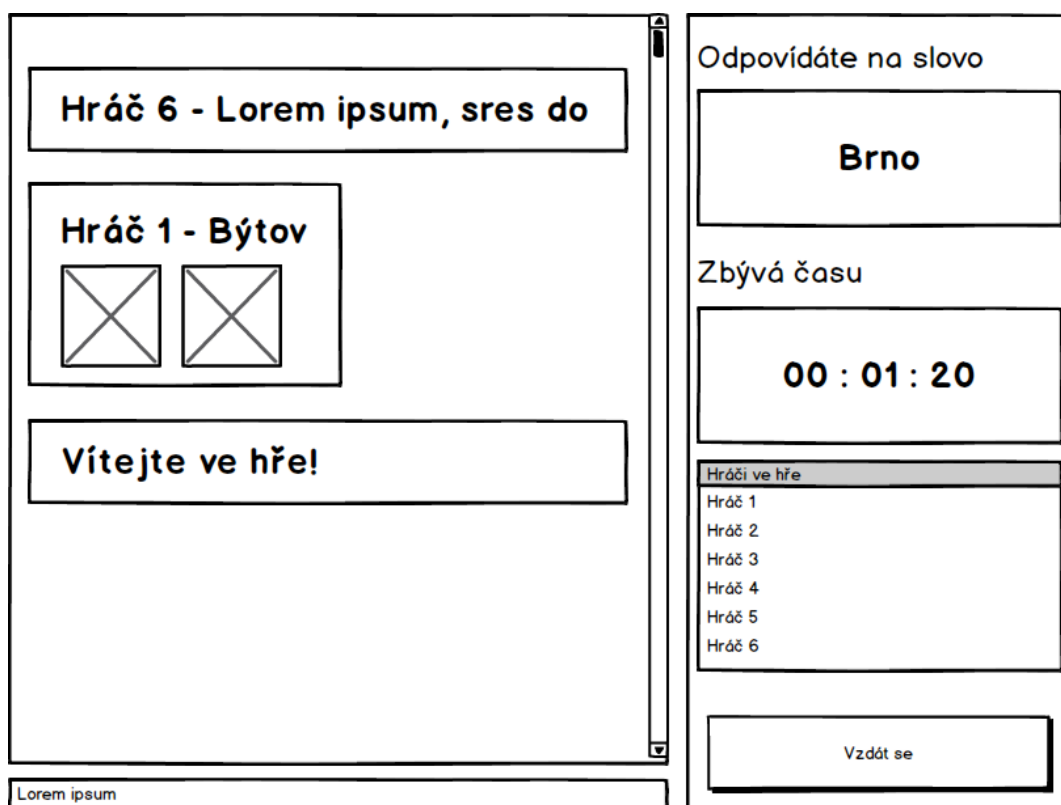 Hráč 6 - Lorem ipsum, sres do
Hráč 1 - Býtov
Vítejte ve hře!
Lorem ipsum
Odpovídáte na slovo
Brno
Zbývá času
00 : 01 : 20
Hráči ve hře
Hráč 1
Hráč 2
Hráč 3
Hráč 4
Hráč 5
Hráč 6
Vzdát se